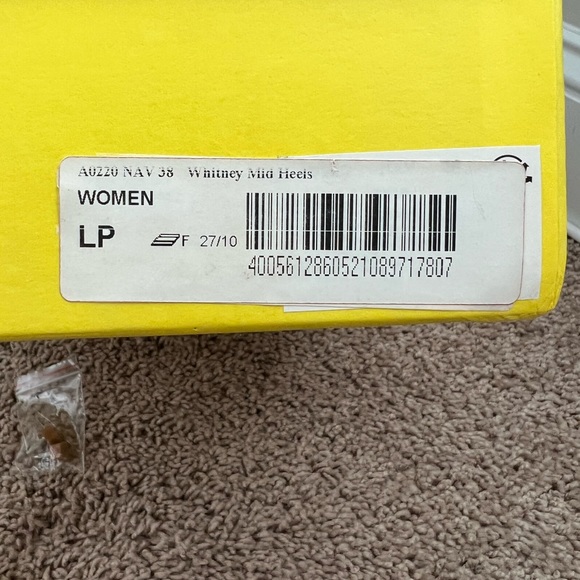 A0220 NAV 38 Whitney Mid Heels
WOMEN
LP F 27/10
4005612860521089717807